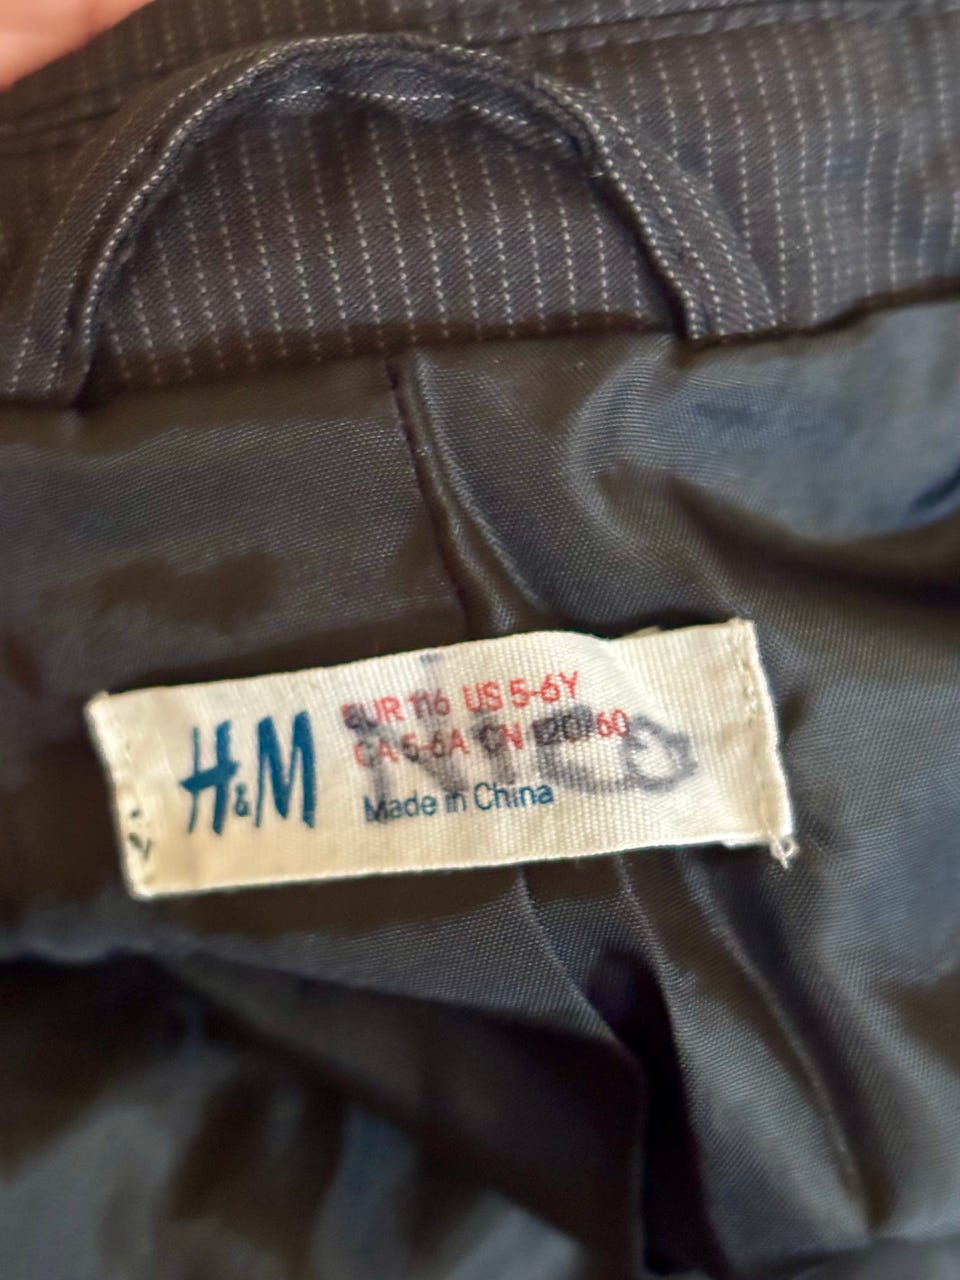 H&M
EUR 116 US 5-6Y
CA 5-6A CN 120/60
Made in China